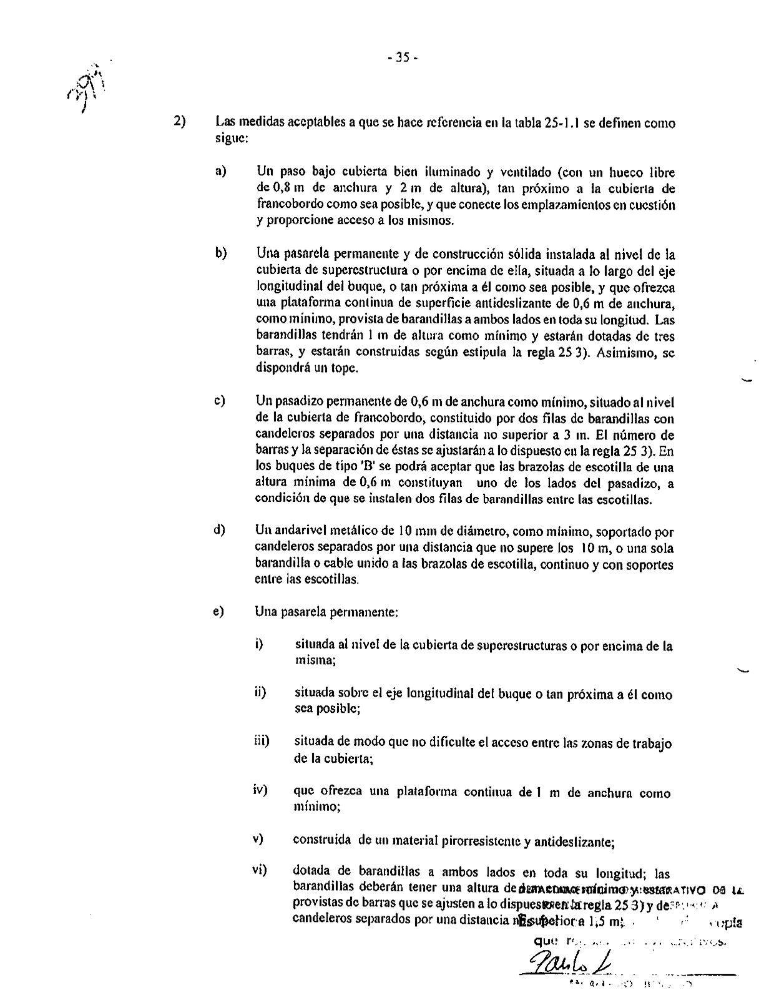 - 35 -
2) Las medidas aceptables a que se hace referencia en la tabla 25-1.1 se definen como
sigue:
a) Un paso bajo cubierta bien iluminado y ventilado (con un hueco libre
de 0,8 m de anchura y 2 m de altura), tan próximo a la cubierta de
francobordo como sea posible, y que conecte los emplazamientos en cuestión
y proporcione acceso a los mismos.
b) Una pasarela permanente y de construcción sólida instalada al nivel de la
cubierta de superestructura o por encima de ella, situada a lo largo del eje
longitudinal del buque, o tan próxima a él como sea posible, y que ofrezca
una plataforma continua de superficie antideslizante de 0,6 m de anchura,
como mínimo, provista de barandillas a ambos lados en toda su longitud. Las
barandillas tendrán 1 m de altura como mínimo y estarán dotadas de tres
barras, y estarán construidas según estipula la regla 25 3). Asimismo, se
dispondrá un tope.
c) Un pasadizo permanente de 0,6 m de anchura como mínimo, situado al nivel
de la cubierta de francobordo, constituido por dos filas de barandillas con
candeleros separados por una distancia no superior a 3 m. El número de
barras y la separación de éstas se ajustarán a lo dispuesto en la regla 25 3). En
los buques de tipo 'B' se podrá aceptar que las brazolas de escotilla de una
altura mínima de 0,6 m constituyan uno de los lados del pasadizo, a
condición de que se instalen dos filas de barandillas entre las escotillas.
d) Un andarivel metálico de 10 mm de diámetro, como mínimo, soportado por
candeleros separados por una distancia que no supere los 10 m, o una sola
barandilla o cable unido a las brazolas de escotilla, continuo y con soportes
entre las escotillas.
e) Una pasarela permanente:
i) situada al nivel de la cubierta de superestructuras o por encima de la
misma;
ii) situada sobre el eje longitudinal del buque o tan próxima a él como
sea posible;
iii) situada de modo que no dificulte el acceso entre las zonas de trabajo
de la cubierta;
iv) que ofrezca una plataforma continua de 1 m de anchura como
mínimo;
v) construida de un material pirorresistente y antideslizante;
vi) dotada de barandillas a ambos lados en toda su longitud; las
barandillas deberán tener una altura de mínimo y DE LA
provistas de barras que se ajusten a lo dispuesto en la regla 25 3) y de
candeleros separados por una distancia superior a 1,5 m;
que